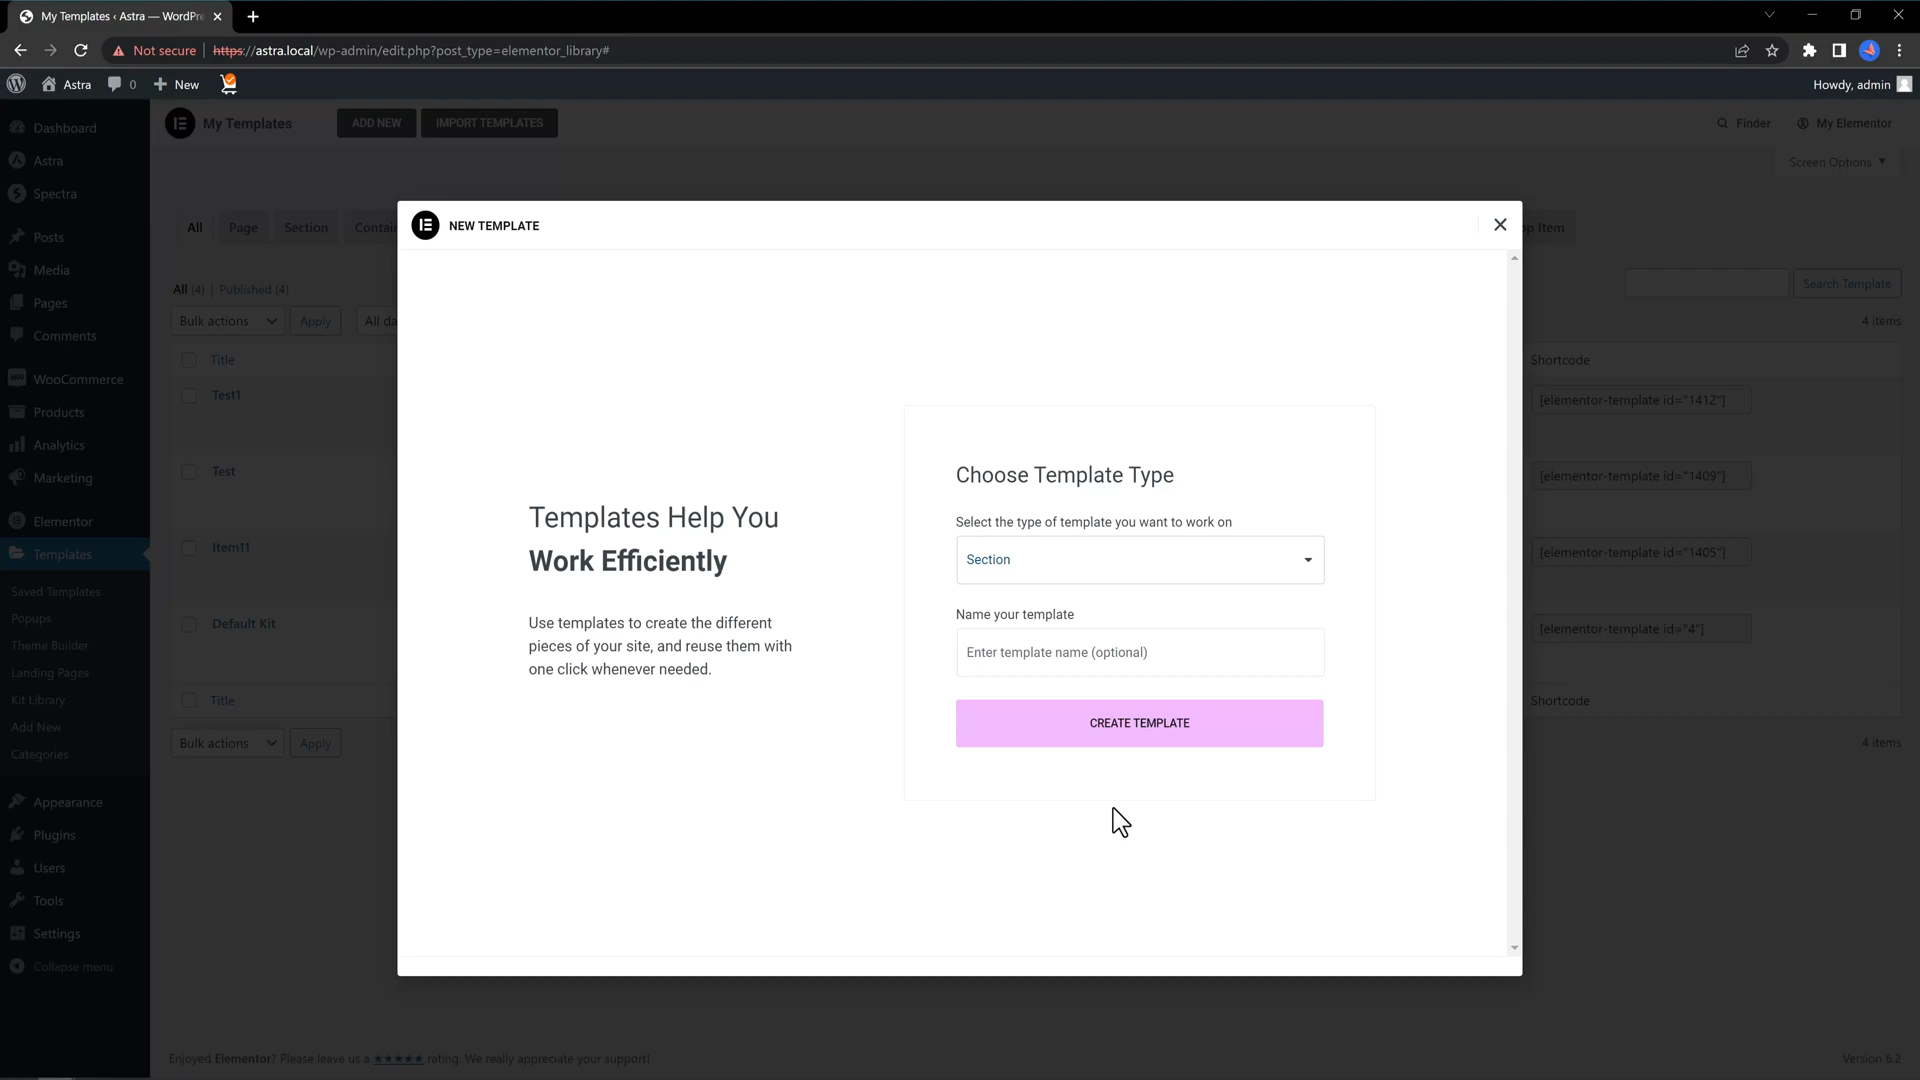 My Templates ‹ Astra — WordPre
Not secure
https://astra.local/wp-admin/edit.php?post_type=elementor_library#
Astra
0
New
Howdy, admin
Dashboard
Astra
Spectra
Posts
Media
Pages
Comments
WooCommerce
Products
Analytics
Marketing
Elementor
Templates
Saved Templates
Popups
Theme Builder
Landing Pages
Kit Library
Add New
Categories
Appearance
Plugins
Users
Tools
Settings
Collapse menu
My Templates
ADD NEW
IMPORT TEMPLATES
Finder
My Elementor
Screen Options
All
Page
Section
Contain
op Item
All (4) | Published (4)
Search Template
Bulk actions
Apply
All da
4 items
Title
Shortcode
Test1
[elementor-template id="1412"]
Test
[elementor-template id="1409"]
Item11
[elementor-template id="1405"]
Default Kit
[elementor-template id="4"]
Title
Shortcode
Bulk actions
Apply
4 items
NEW TEMPLATE
Templates Help You
Work Efficiently
Use templates to create the different
pieces of your site, and reuse them with
one click whenever needed.
Choose Template Type
Select the type of template you want to work on
Section
Name your template
Enter template name (optional)
CREATE TEMPLATE
Enjoyed Elementor? Please leave us a ★★★★★ rating. We really appreciate your support!
Version 6.2